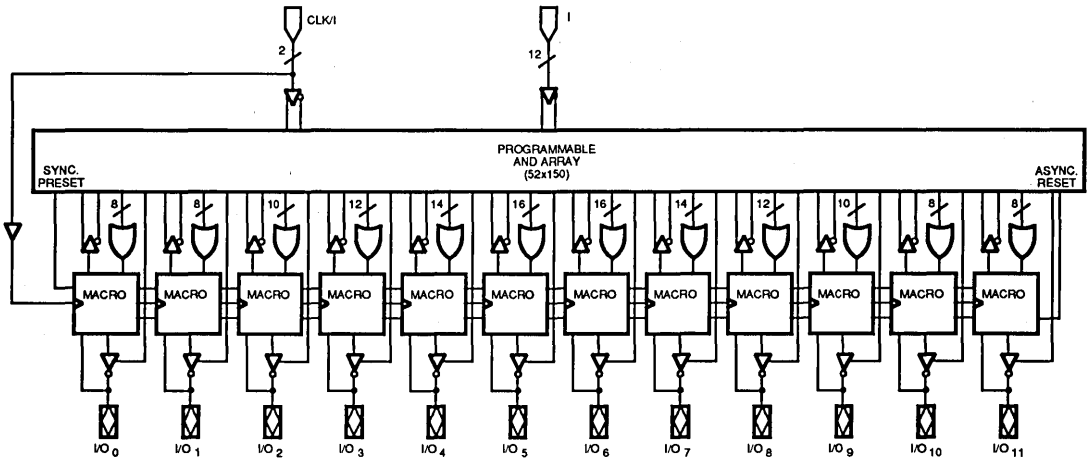 CLK/I
I
2
12
PROGRAMMABLE
AND ARRAY
(52x150)
SYNC.
PRESET
ASYNC.
RESET
8
8
10
12
14
16
16
14
12
10
8
8
MACRO
MACRO
MACRO
MACRO
MACRO
MACRO
MACRO
MACRO
MACRO
MACRO
MACRO
MACRO
I/O 0
I/O 1
I/O 2
I/O 3
I/O 4
I/O 5
I/O 6
I/O 7
I/O 8
I/O 9
I/O 10
I/O 11